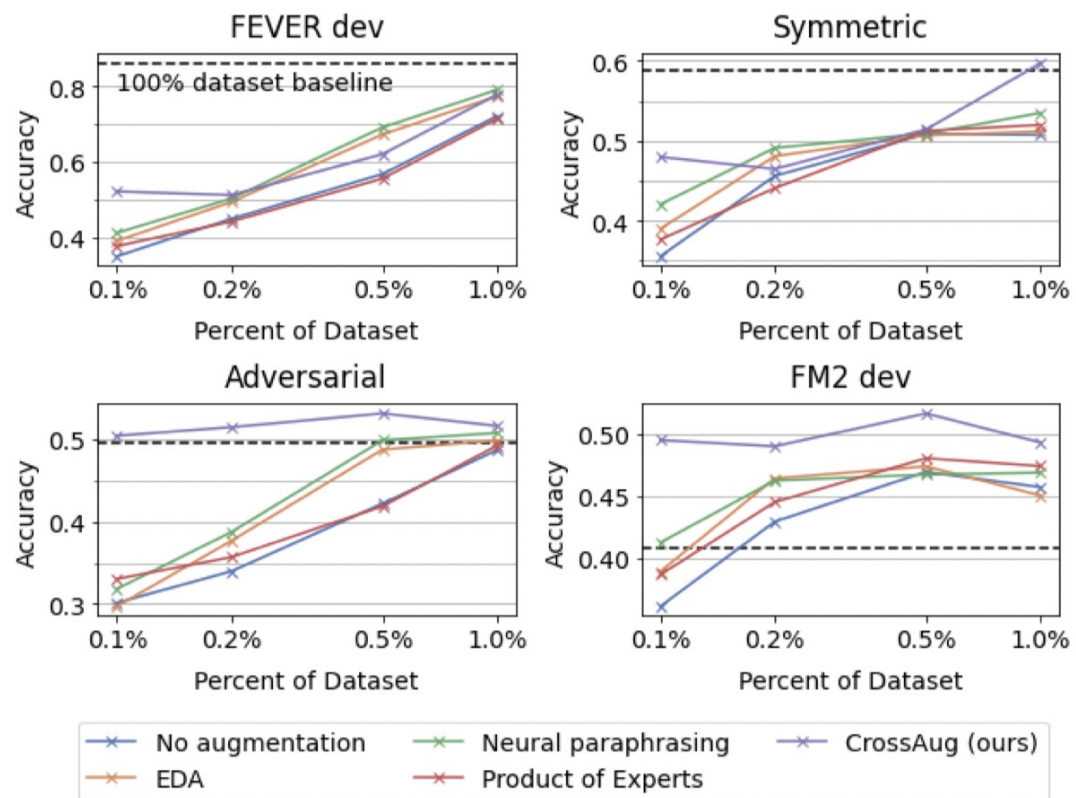 FEVER dev
100% dataset baseline
0.8
0.6
0.4
Accuracy
0.1% 0.2% 0.5% 1.0%
Percent of Dataset
Symmetric
0.6
0.5
0.4
Accuracy
0.1% 0.2% 0.5% 1.0%
Percent of Dataset
Adversarial
0.5
0.4
0.3
Accuracy
0.1% 0.2% 0.5% 1.0%
Percent of Dataset
FM2 dev
0.50
0.45
0.40
Accuracy
0.1% 0.2% 0.5% 1.0%
Percent of Dataset
No augmentation
EDA
Neural paraphrasing
Product of Experts
CrossAug (ours)